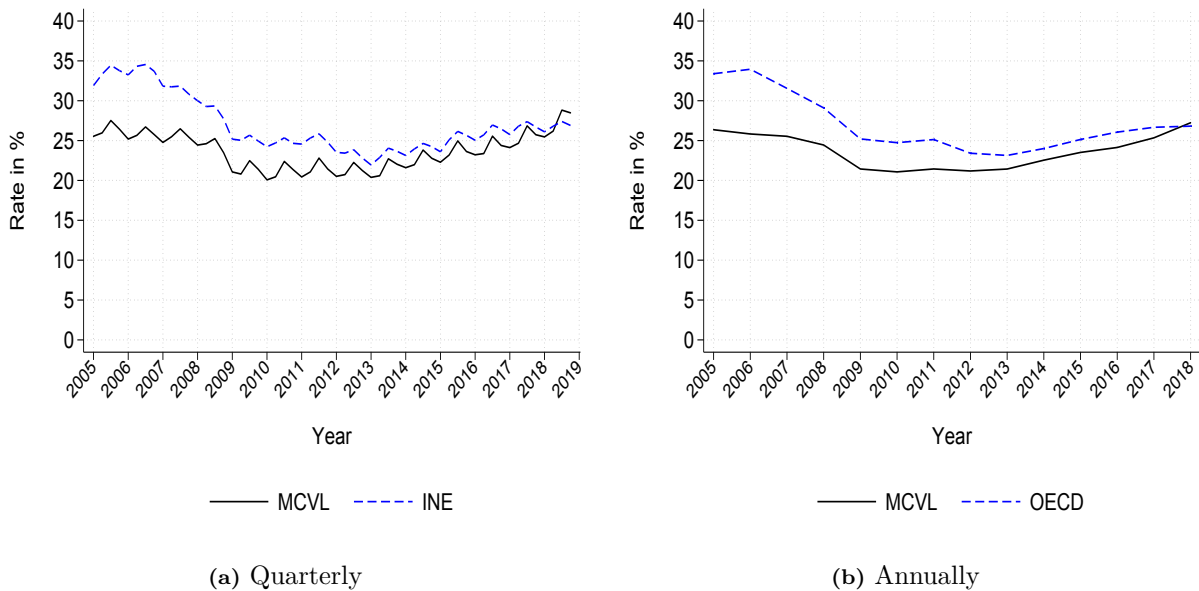 40
35
30
25
20
15
10
5
0
Rate in %
2005 2006 2007 2008 2009 2010 2011 2012 2013 2014 2015 2016 2017 2018 2019
Year
MCVL INE
(a) Quarterly
40
35
30
25
20
15
10
5
0
Rate in %
2005 2006 2007 2008 2009 2010 2011 2012 2013 2014 2015 2016 2017 2018
Year
MCVL OECD
(b) Annually